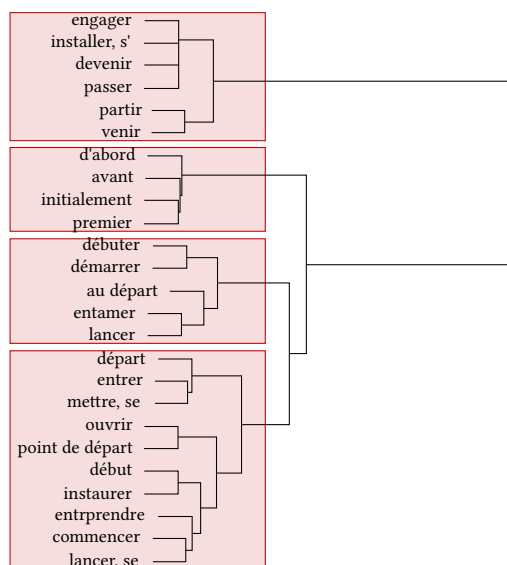 engager
installer, s'
devenir
passer
partir
venir
d'abord
avant
initialement
premier
débuter
démarrer
au départ
entamer
lancer
départ
entrer
mettre, se
ouvrir
point de départ
début
instaurer
entrprendre
commencer
lancer, se